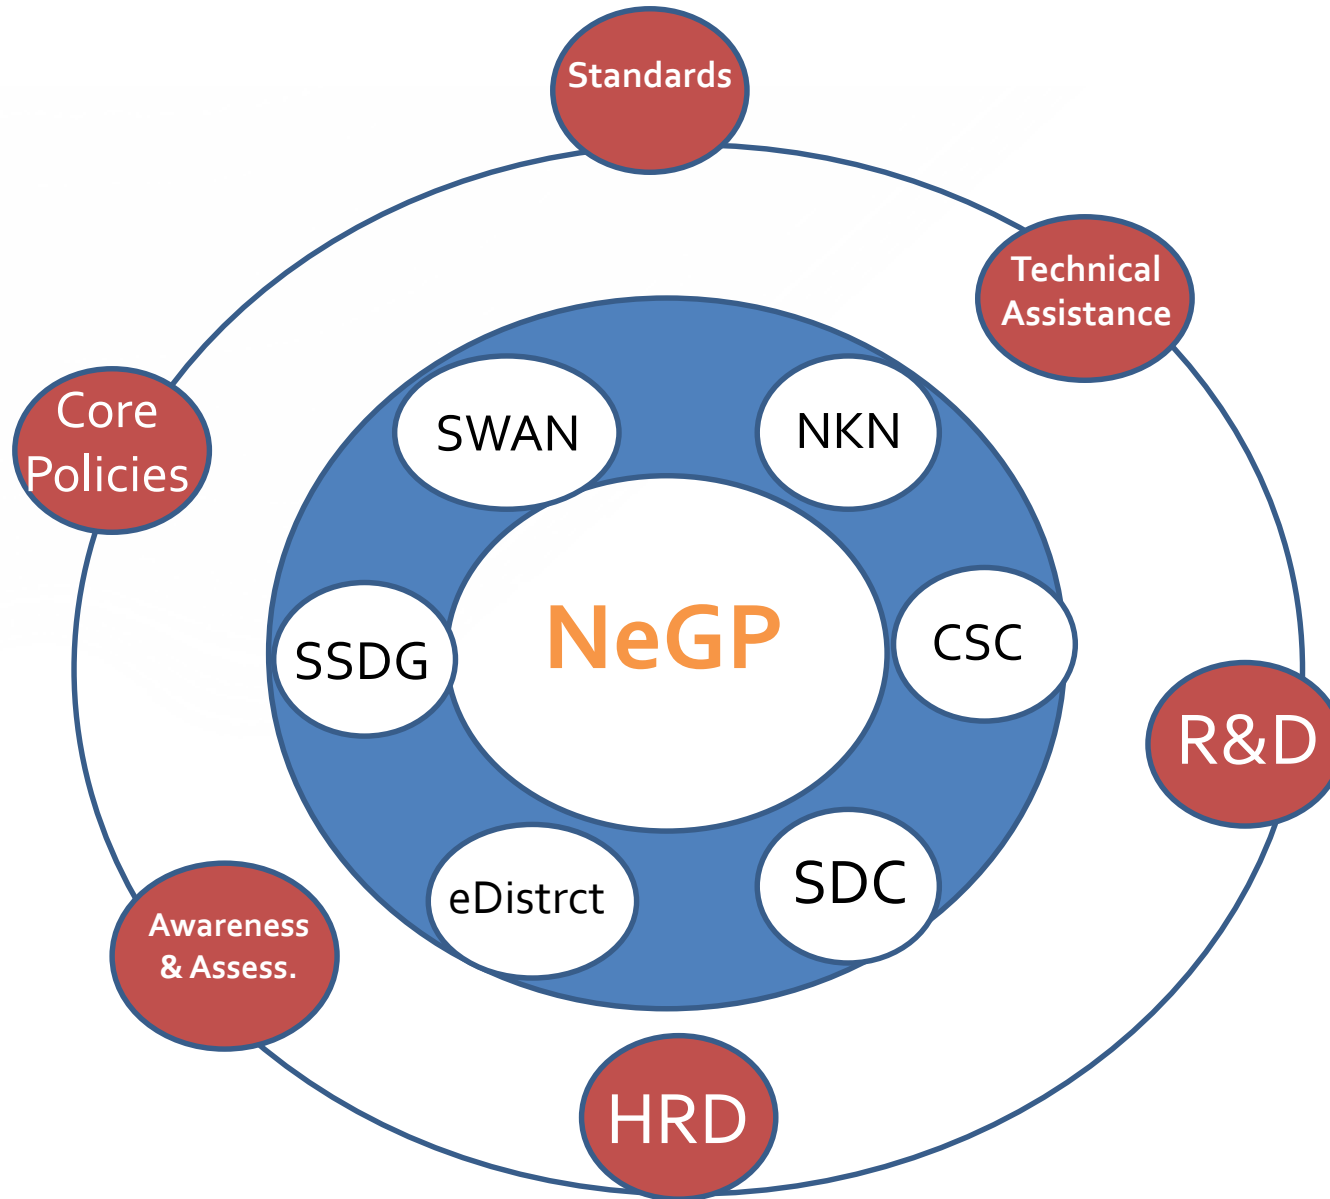 Standards
Technical
Assistance
Core
Policies
SWAN
NKN
NeGP
SSDG
CSC
R&D
eDistrct
SDC
Awareness
& Assess.
HRD